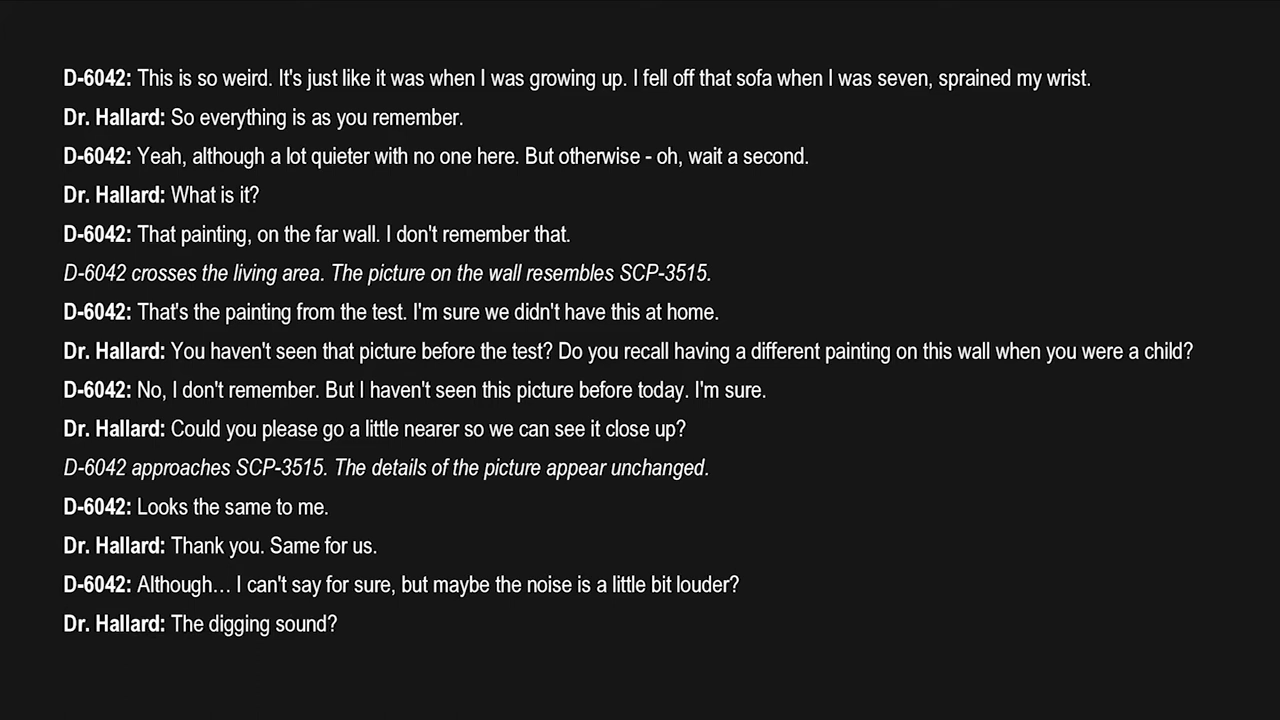 D-6042: This is so weird. It's just like it was when I was growing up. I fell off that sofa when I was seven, sprained my wrist.
Dr. Hallard: So everything is as you remember.
D-6042: Yeah, although a lot quieter with no one here. But otherwise - oh, wait a second.
Dr. Hallard: What is it?
D-6042: That painting, on the far wall. I don't remember that.
D-6042 crosses the living area. The picture on the wall resembles SCP-3515.
D-6042: That's the painting from the test. I'm sure we didn't have this at home.
Dr. Hallard: You haven't seen that picture before the test? Do you recall having a different painting on this wall when you were a child?
D-6042: No, I don't remember. But I haven't seen this picture before today. I'm sure.
Dr. Hallard: Could you please go a little nearer so we can see it close up?
D-6042 approaches SCP-3515. The details of the picture appear unchanged.
D-6042: Looks the same to me.
Dr. Hallard: Thank you. Same for us.
D-6042: Although… I can't say for sure, but maybe the noise is a little bit louder?
Dr. Hallard: The digging sound?